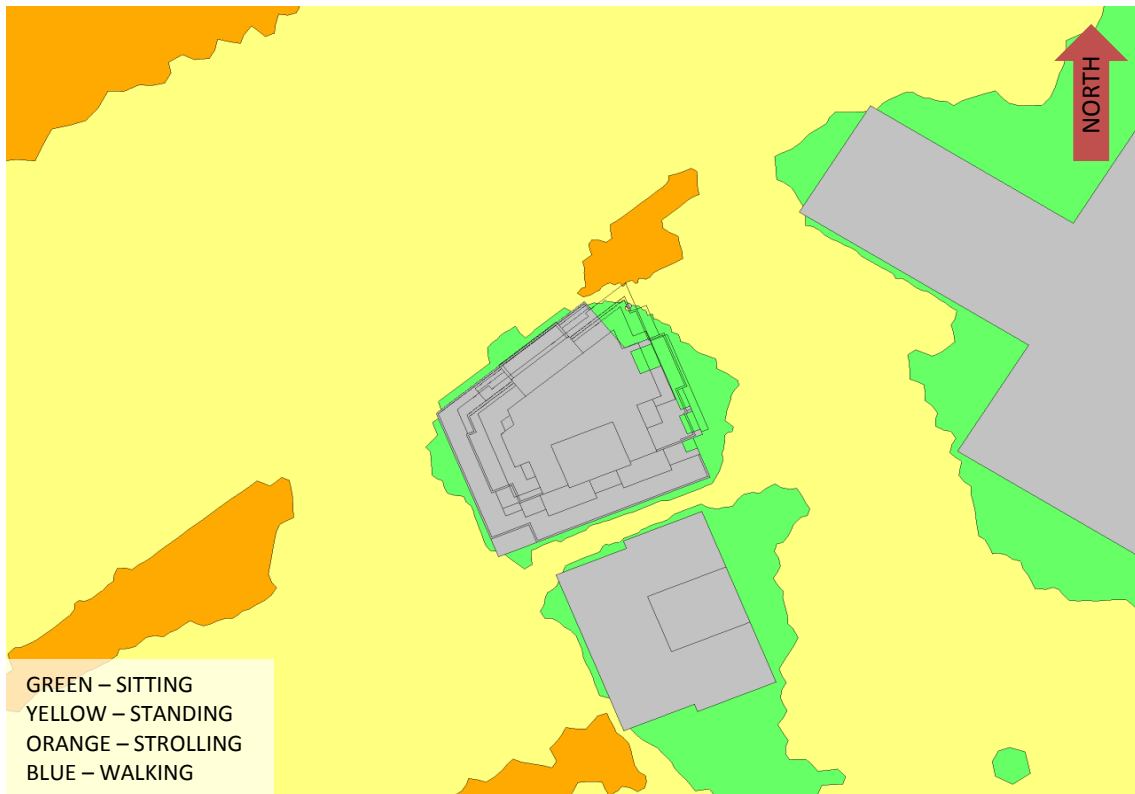 NORTH
GREEN – SITTING
YELLOW – STANDING
ORANGE – STROLLING
BLUE – WALKING